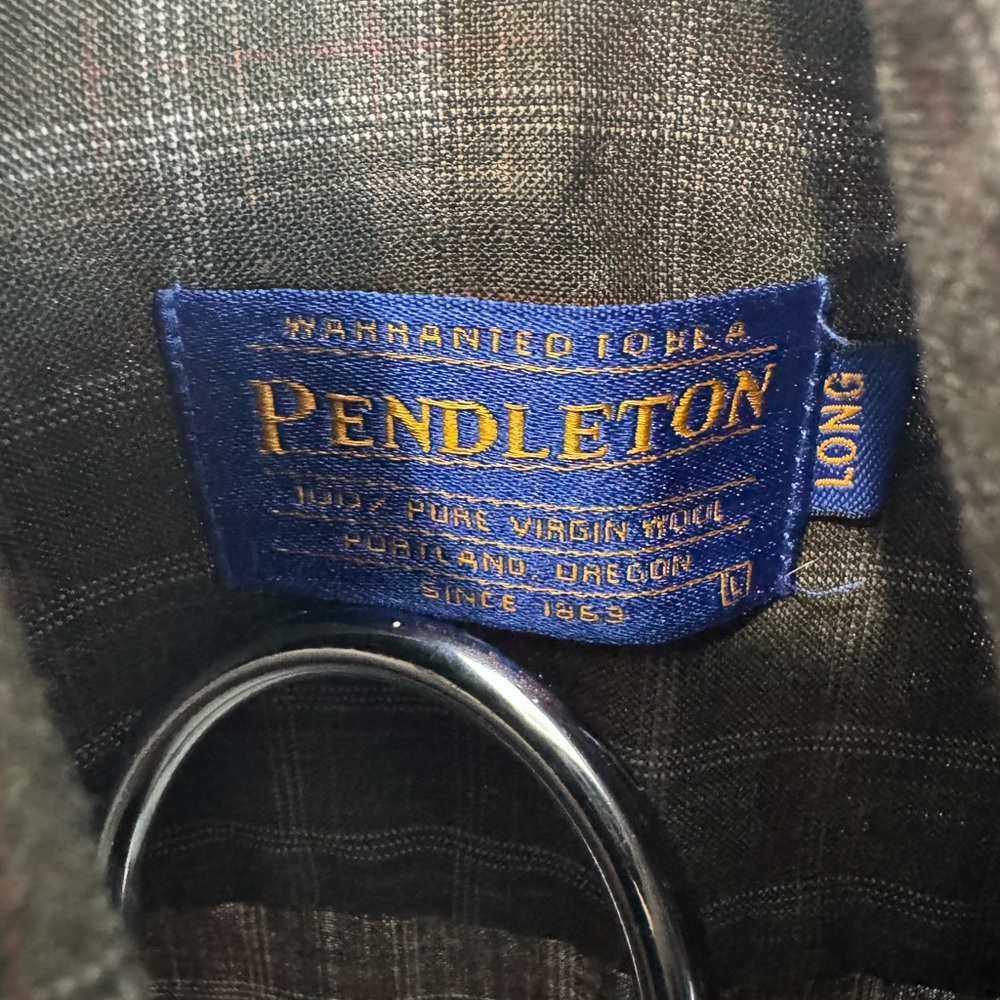 WARRANTED TO BE A
PENDLETON
100% PURE VIRGIN WOOL
PORTLAND, OREGON
SINCE 1863
L
LONG